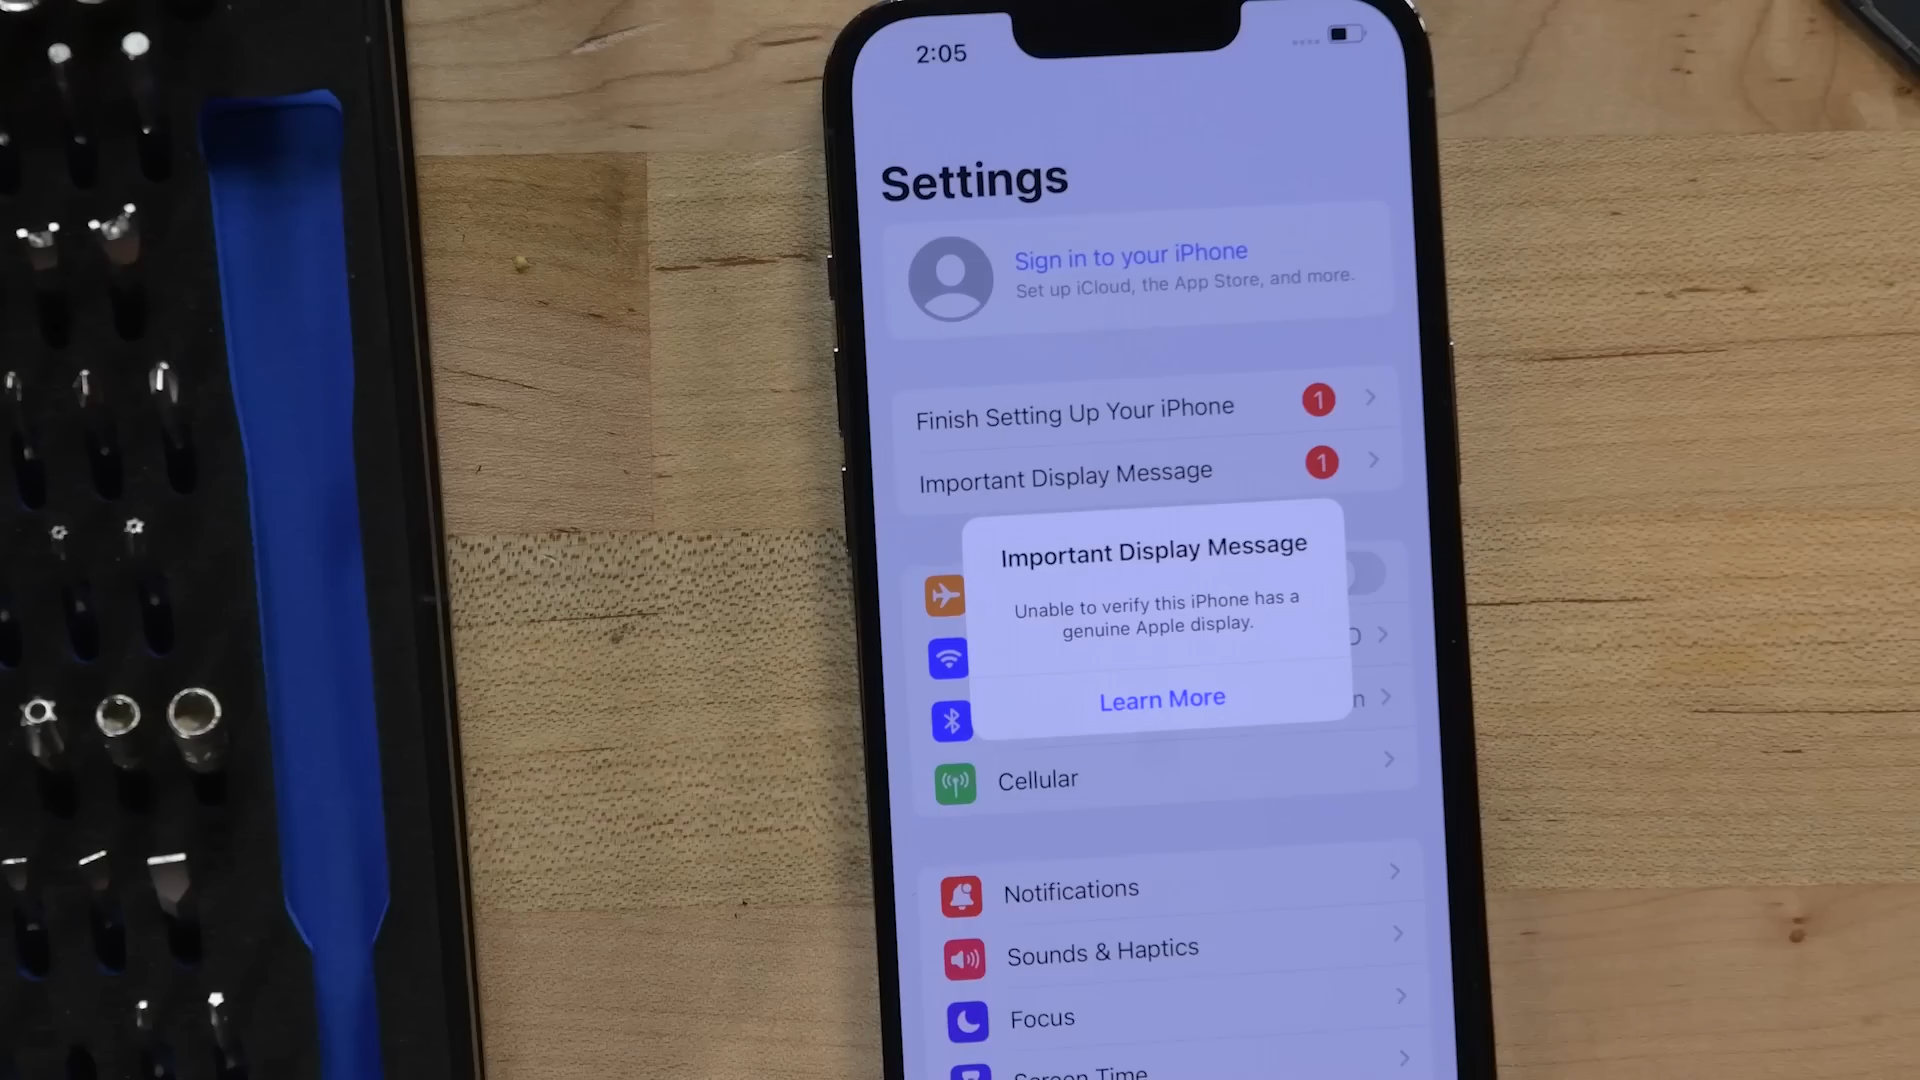 2:05
Settings
Sign in to your iPhone
Set up iCloud, the App Store, and more.
Finish Setting Up Your iPhone 1
Important Display Message 1
Important Display Message
Unable to verify this iPhone has a
genuine Apple display.
Learn More
Cellular
Notifications
Sounds & Haptics
Focus
Screen Time